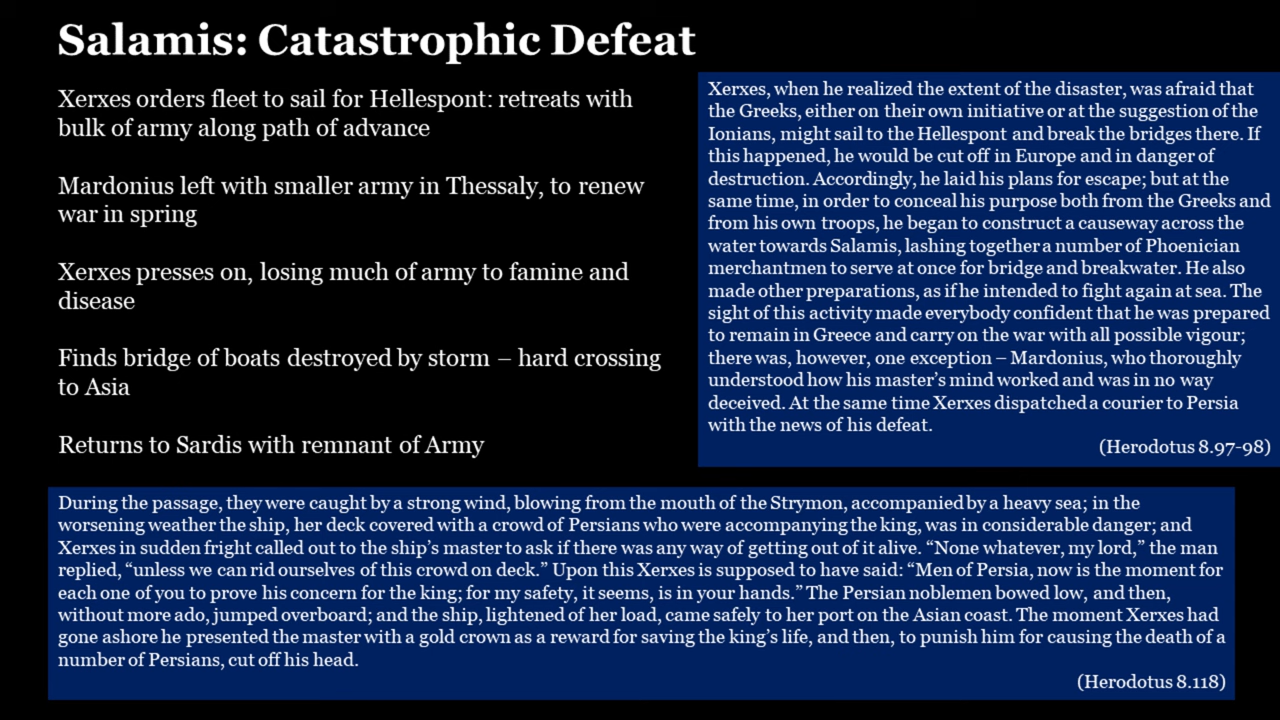 Salamis: Catastrophic Defeat
Xerxes orders fleet to sail for Hellespont: retreats with
bulk of army along path of advance
Mardonius left with smaller army in Thessaly, to renew
war in spring
Xerxes presses on, losing much of army to famine and
disease
Finds bridge of boats destroyed by storm – hard crossing
to Asia
Returns to Sardis with remnant of Army
Xerxes, when he realized the extent of the disaster, was afraid that
the Greeks, either on their own initiative or at the suggestion of the
Ionians, might sail to the Hellespont and break the bridges there. If
this happened, he would be cut off in Europe and in danger of
destruction. Accordingly, he laid his plans for escape; but at the
same time, in order to conceal his purpose both from the Greeks and
from his own troops, he began to construct a causeway across the
water towards Salamis, lashing together a number of Phoenician
merchantmen to serve at once for bridge and breakwater. He also
made other preparations, as if he intended to fight again at sea. The
sight of this activity made everybody confident that he was prepared
to remain in Greece and carry on the war with all possible vigour;
there was, however, one exception – Mardonius, who thoroughly
understood how his master's mind worked and was in no way
deceived. At the same time Xerxes dispatched a courier to Persia
with the news of his defeat.
(Herodotus 8.97-98)
During the passage, they were caught by a strong wind, blowing from the mouth of the Strymon, accompanied by a heavy sea; in the
worsening weather the ship, her deck covered with a crowd of Persians who were accompanying the king, was in considerable danger; and
Xerxes in sudden fright called out to the ship's master to ask if there was any way of getting out of it alive. "None whatever, my lord," the man
replied, "unless we can rid ourselves of this crowd on deck." Upon this Xerxes is supposed to have said: "Men of Persia, now is the moment for
each one of you to prove his concern for the king; for my safety, it seems, is in your hands." The Persian noblemen bowed low, and then,
without more ado, jumped overboard; and the ship, lightened of her load, came safely to her port on the Asian coast. The moment Xerxes had
gone ashore he presented the master with a gold crown as a reward for saving the king's life, and then, to punish him for causing the death of a
number of Persians, cut off his head.
(Herodotus 8.118)